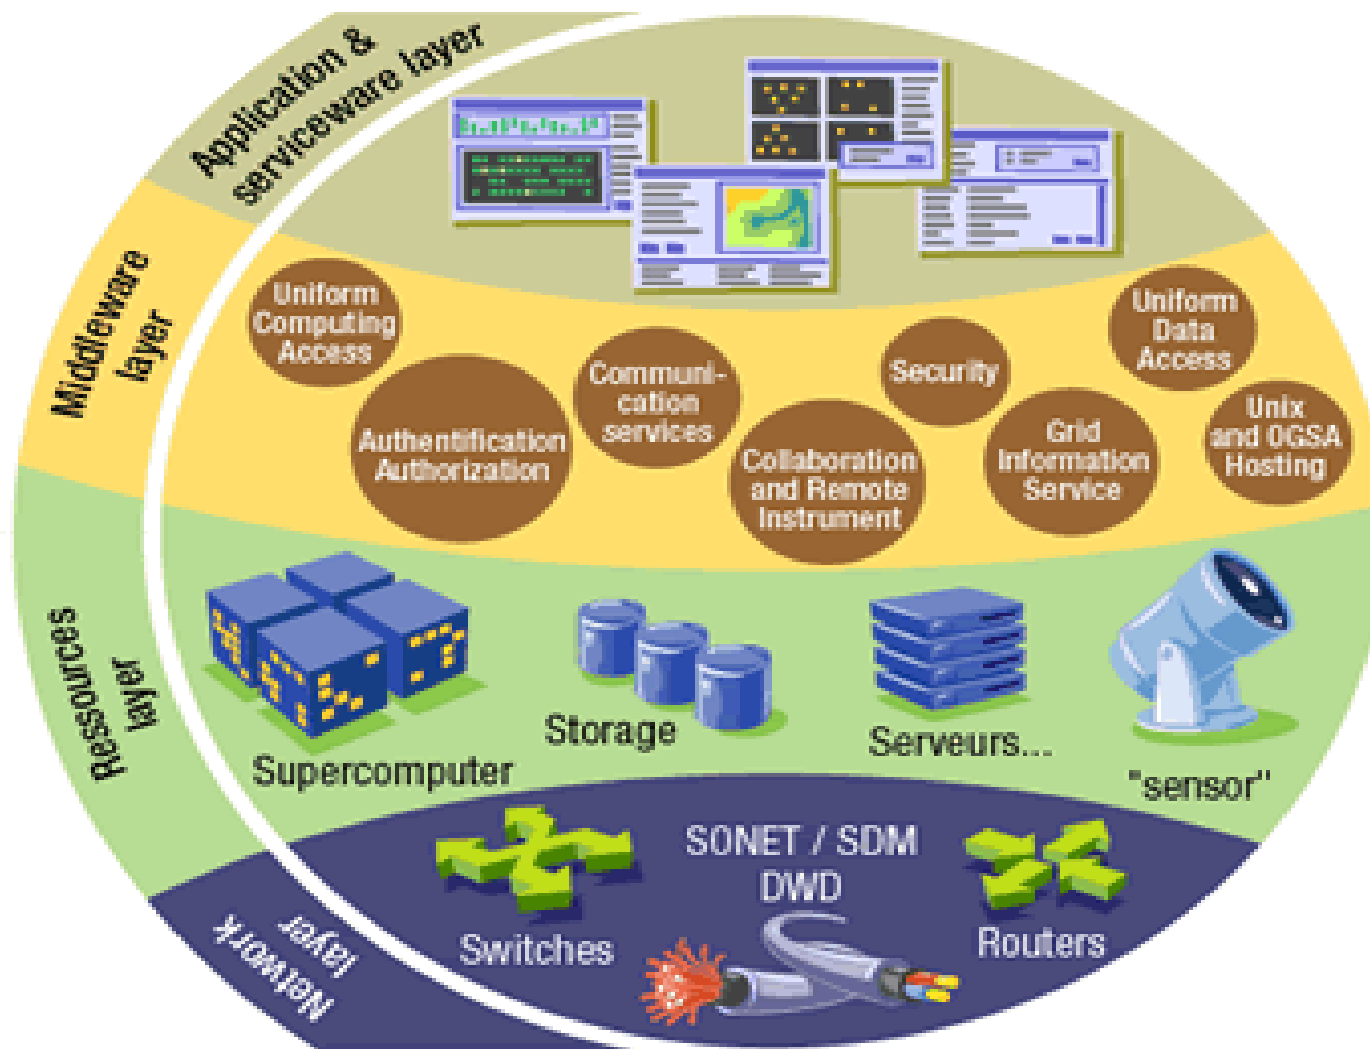 Application &
serviceware layer
Middleware
layer
Uniform
Computing
Access
Authentification
Authorization
Communi-
cation
services
Collaboration
and Remote
Instrument
Security
Grid
Information
Service
Uniform
Data
Access
Unix
and OGSA
Hosting
Ressources
layer
Supercomputer
Storage
Serveurs...
"sensor"
Network
layer
Switches
SONET / SDM
DWD
Routers